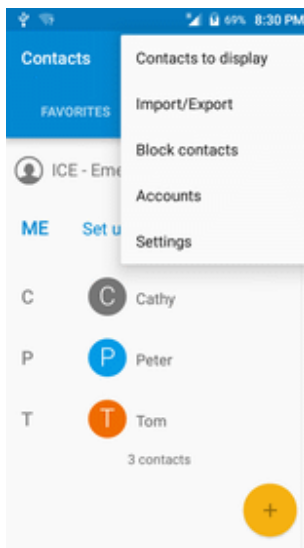 69% 8:30 PM
Contacts
Contacts to display
FAVORITES
Import/Export
Block contacts
ICE - Eme
Accounts
ME Set u
Settings
C C Cathy
P P Peter
T T Tom
3 contacts
+